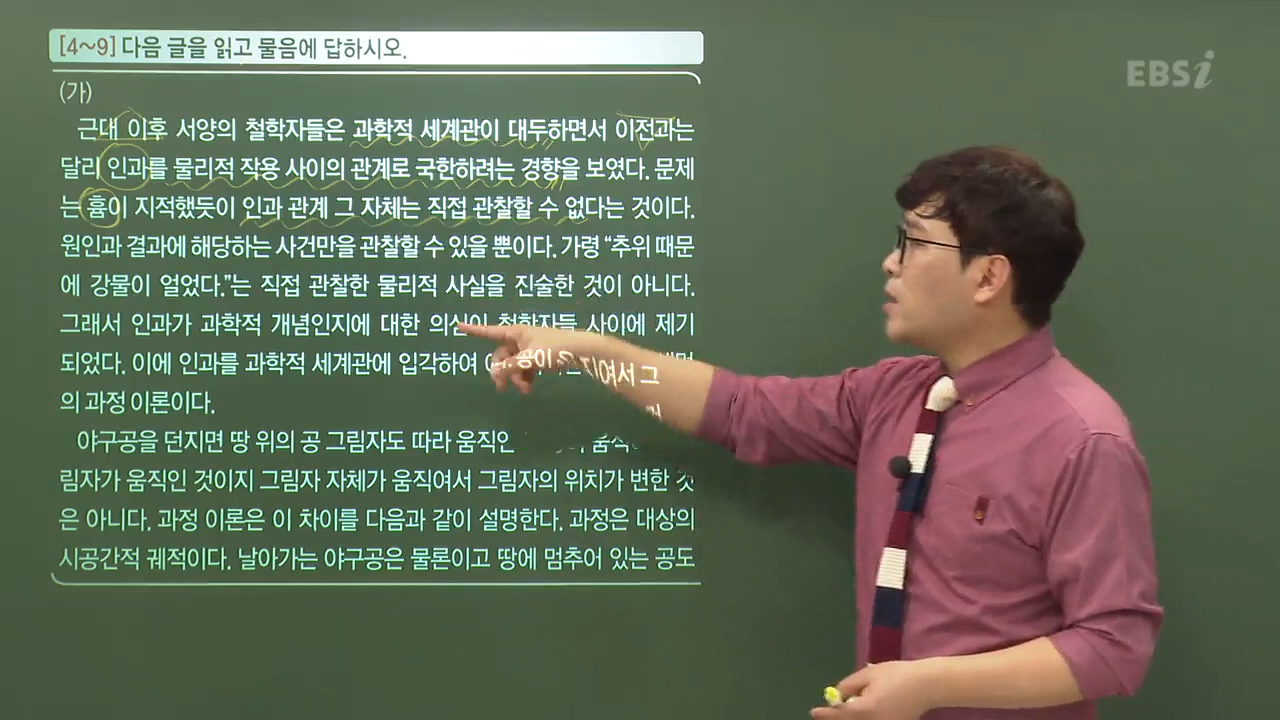 [4~9] 다음 글을 읽고 물음에 답하시오.
EBSi
(가)
근대 이후 서양의 철학자들은 과학적 세계관이 대두하면서 이전과는
달리 인과를 물리적 작용 사이의 관계로 국한하려는 경향을 보였다. 문제
는 흄이 지적했듯이 인과 관계 그 자체는 직접 관찰할 수 없다는 것이다.
원인과 결과에 해당하는 사건만을 관찰할 수 있을 뿐이다. 가령 “추위 때문
에 강물이 얼었다.”는 직접 관찰한 물리적 사실을 진술한 것이 아니다.
그래서 인과가 과학적 개념인지에 대한 의심이 철학자들 사이에 제기
되었다. 이에 인과를 과학적 세계관에 입각하여
의 과정 이론이다.
야구공을 던지면 땅 위의 공 그림자도 따라 움직인 공이 움직여서 그
림자가 움직인 것이지 그림자 자체가 움직여서 그림자의 위치가 변한 것
은 아니다. 과정 이론은 이 차이를 다음과 같이 설명한다. 과정은 대상의
시공간적 궤적이다. 날아가는 야구공은 물론이고 땅에 멈추어 있는 공도